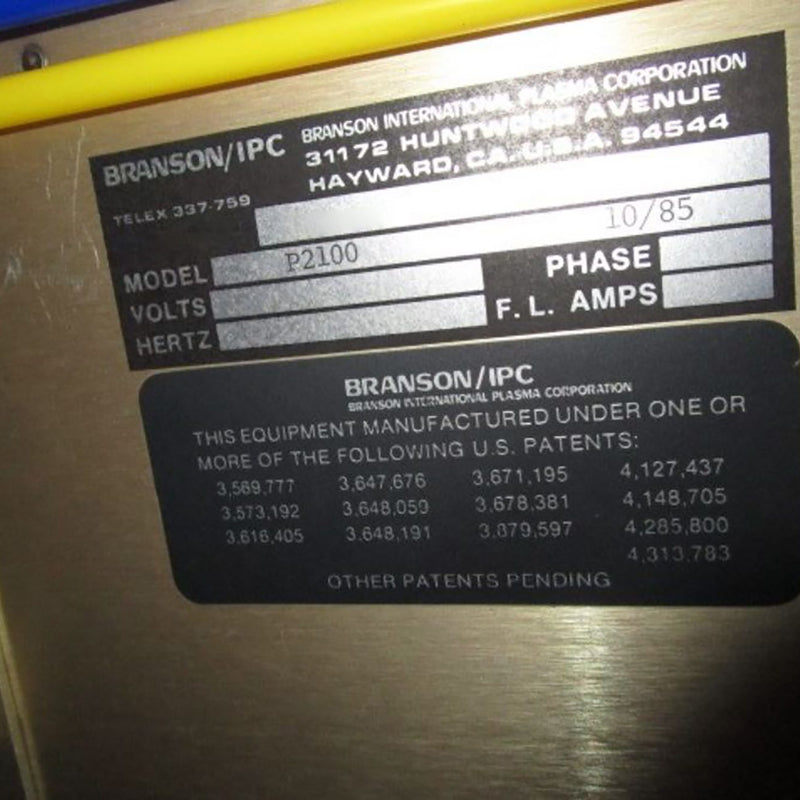 BRANSON/IPC
BRANSON INTERNATIONAL PLASMA CORPORATION
31172 HUNTWOOD AVENUE
HAYWARD, CA. U.S.A. 94544
TELEX 337-759
MODEL P2100 10/85
VOLTS PHASE
HERTZ F. L. AMPS
BRANSON/IPC
BRANSON INTERNATIONAL PLASMA CORPORATION
THIS EQUIPMENT MANUFACTURED UNDER ONE OR
MORE OF THE FOLLOWING U.S. PATENTS:
3,569,777 3,647,676 3,671,195 4,127,437
3,573,192 3,648,050 3,678,381 4,148,705
3,616,405 3,648,191 3,879,597 4,285,800
4,313,783
OTHER PATENTS PENDING